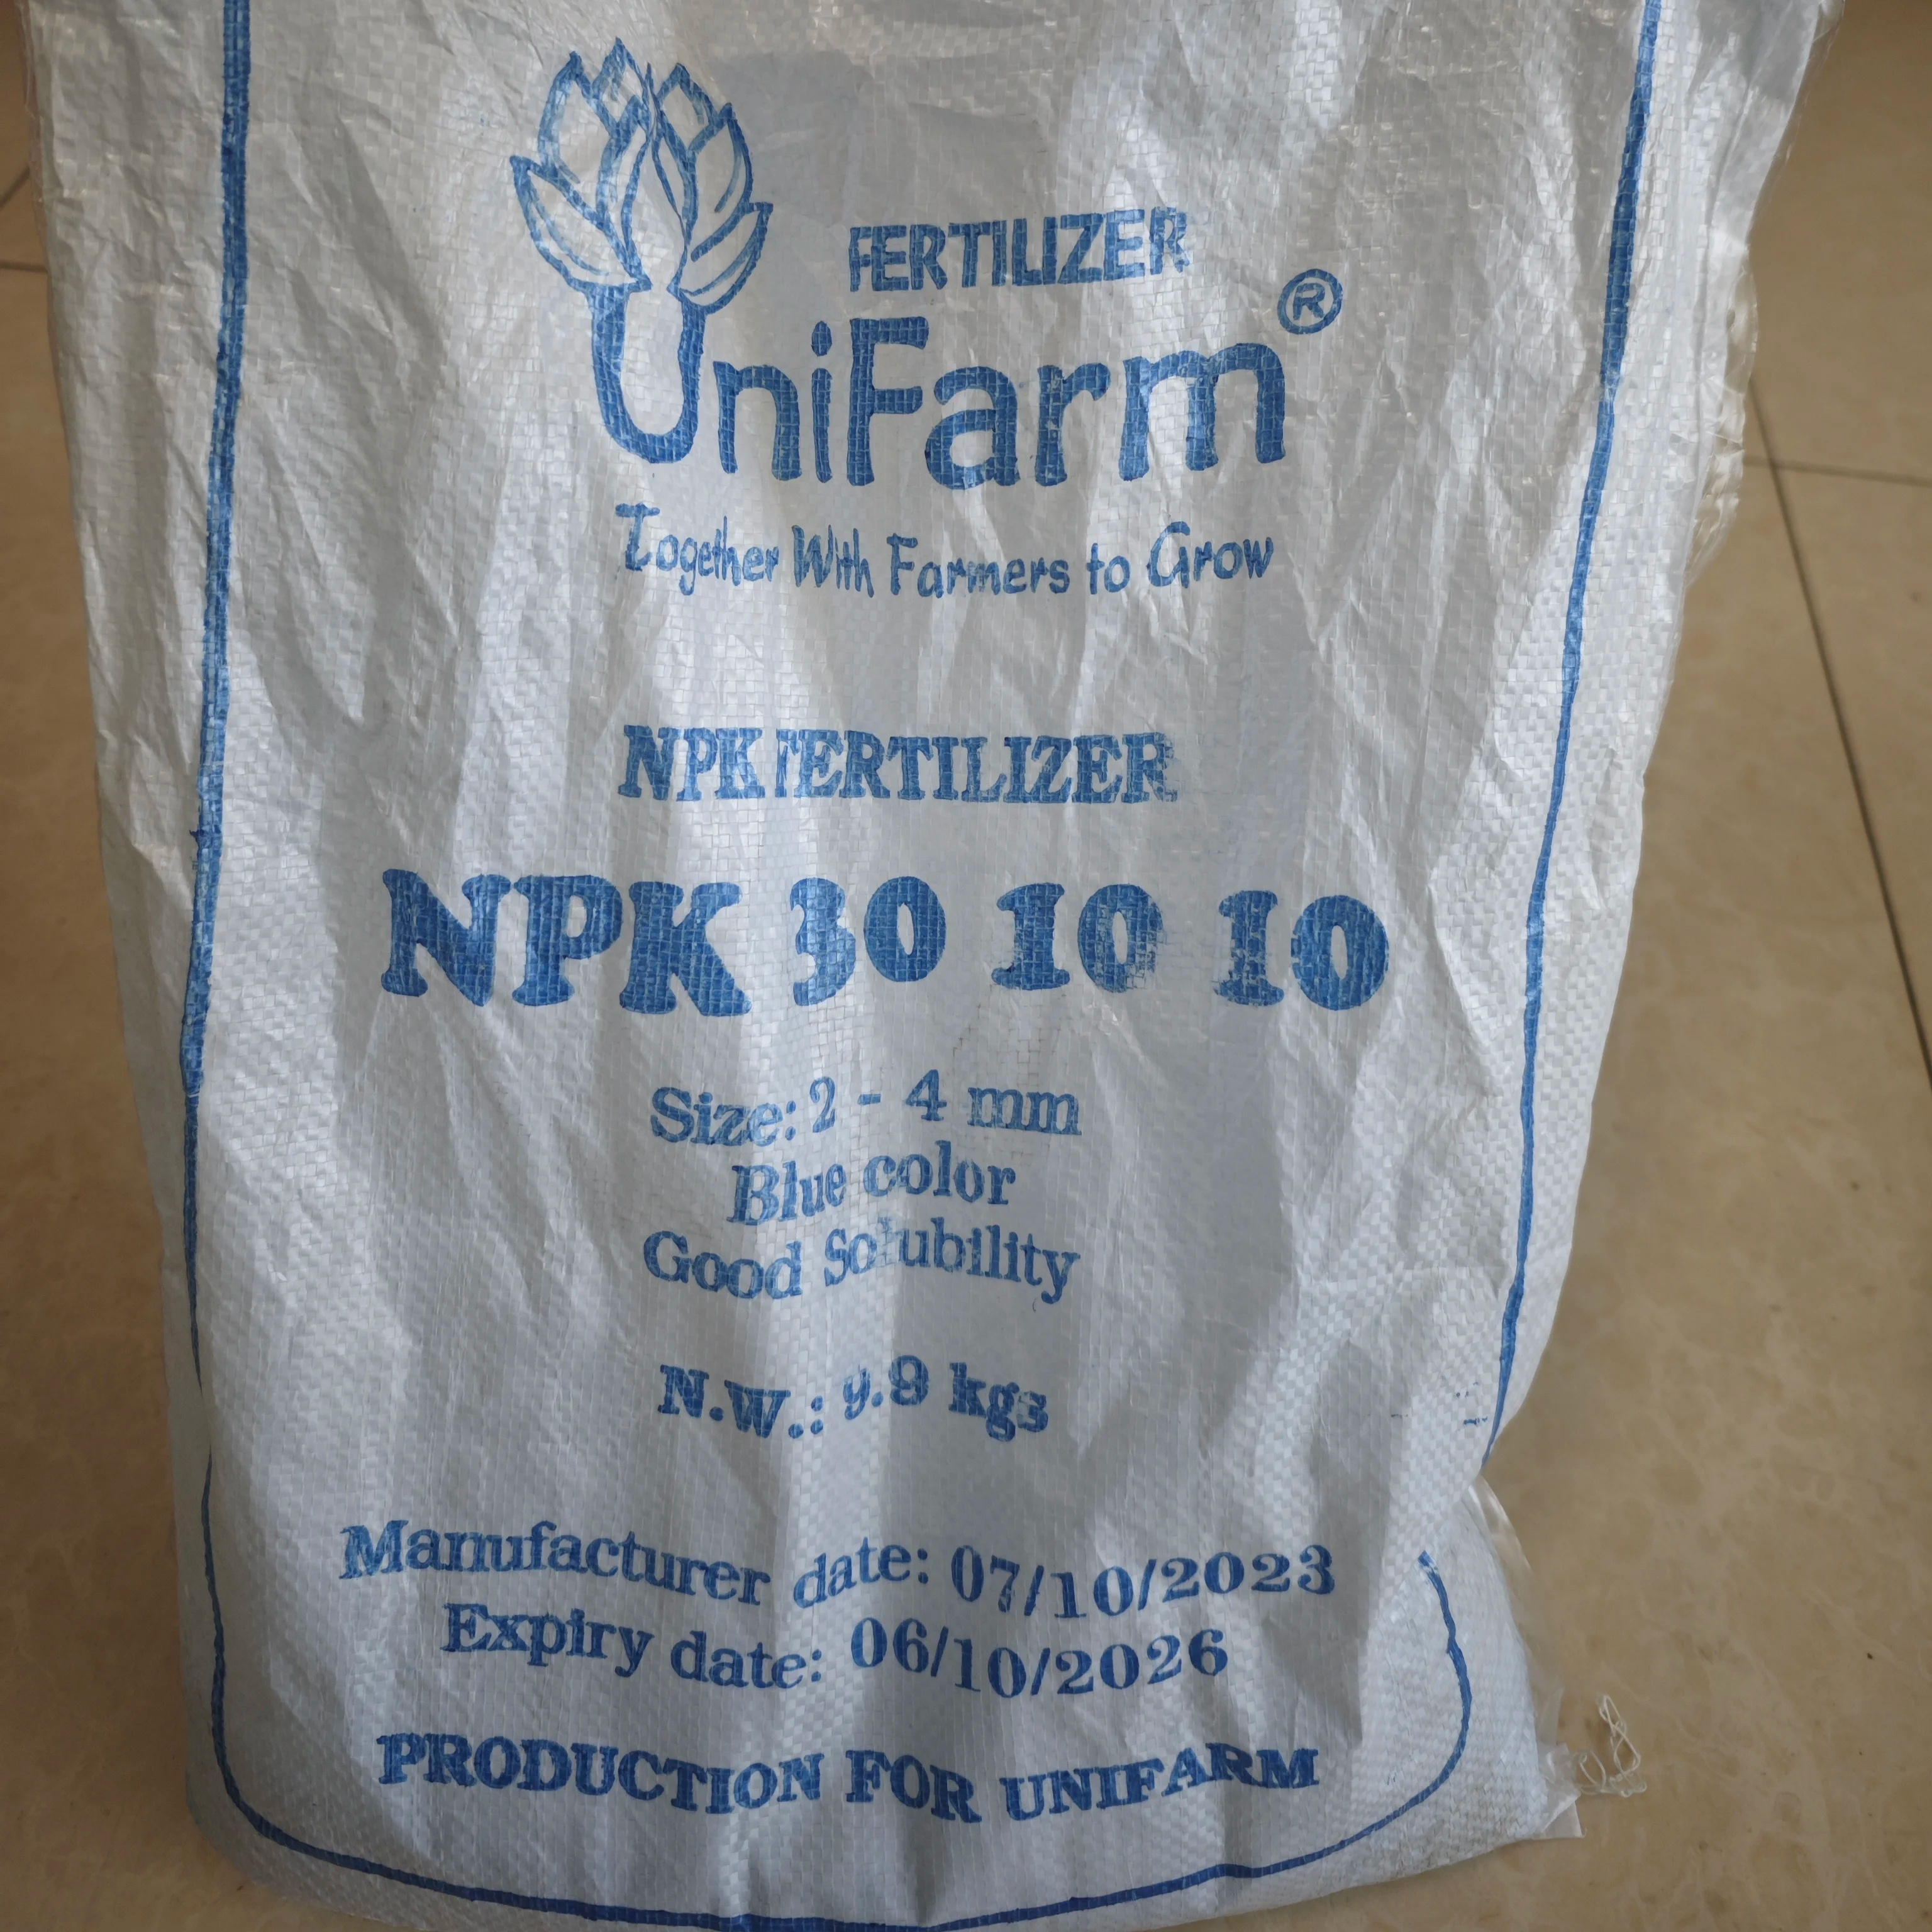 FERTILIZER
UniFarm®
Together With Farmers to Grow
NPK FERTILIZER
NPK 30 10 10
Size: 2 - 4 mm
Blue color
Good Solubility
N.W.: 9.9 kgs
Manufacturer date: 07/10/2023
Expiry date: 06/10/2026
PRODUCTION FOR UNIFARM